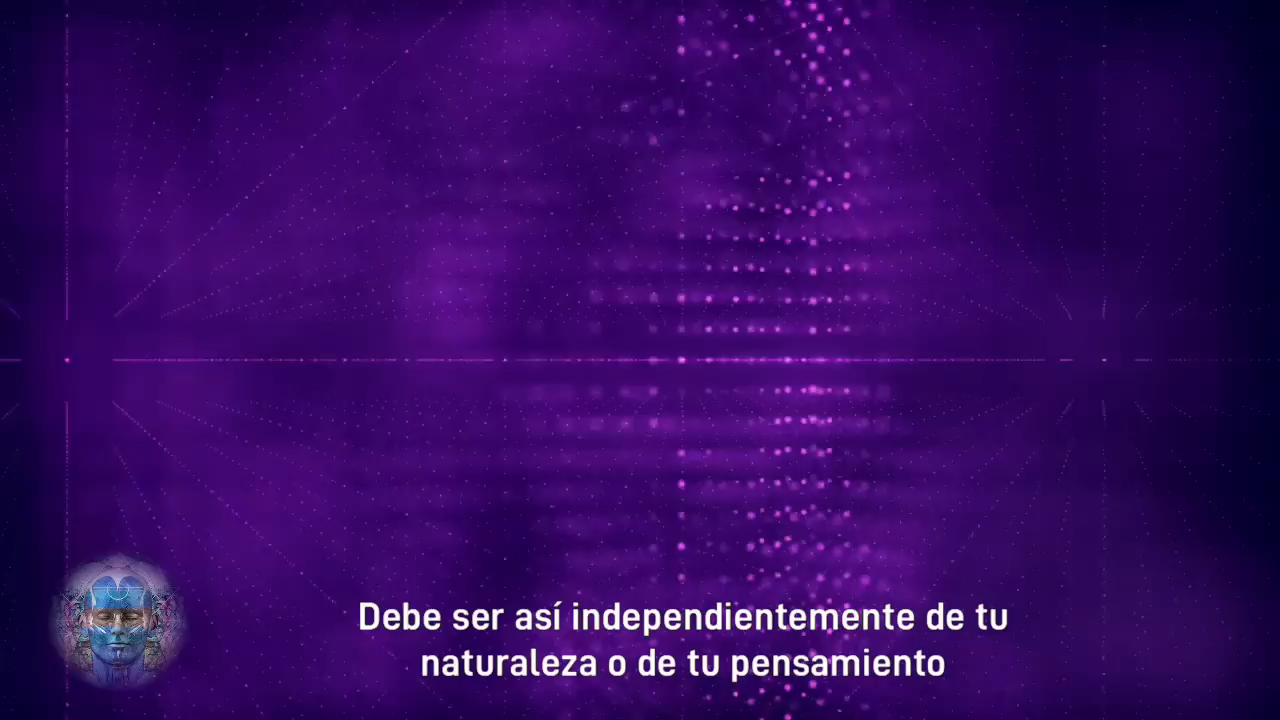 Debe ser así independientemente de tu
naturaleza o de tu pensamiento